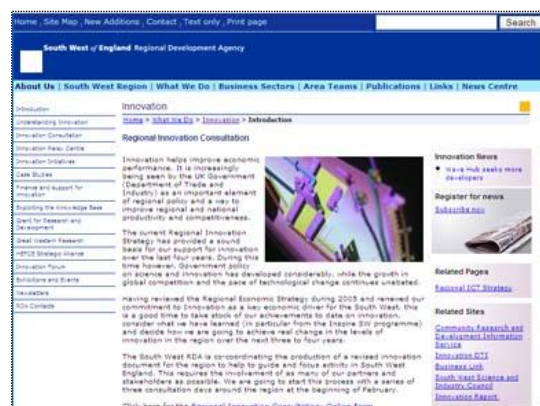 Home , Site Map , New Additions , Contact , Text only , Print page
Search
South West of England Regional Development Agency
About Us | South West Region | What We Do | Business Sectors | Area Teams | Publications | Links | News Centre
Introduction
Understanding Innovation
Innovation Consultation
Innovation Relay Centre
Innovation Initiatives
Case Studies
Finance and support for
innovation
Exploiting the Knowledge Base
Grant for Research and
Development
Great Western Research
HEFCE Strategic Alliance
Innovation Forum
Exhibitions and Events
Newsletters
RDA Contacts
Innovation
Home > What We Do > Innovation > Introduction
Regional Innovation Consultation
Innovation helps improve economic
performance. It is increasingly
being seen by the UK Government
(Department of Trade and
Industry) as an important element
of regional policy and a way to
improve regional and national
productivity and competitiveness.
The current Regional Innovation
Strategy has provided a sound
basis for our support for innovation
over the last four years. During this
time however, Government policy
on science and innovation has developed considerably, while the growth in
global competition and the pace of technological change continues unabated.
Having reviewed the Regional Economic Strategy during 2005 and renewed our
commitment to Innovation as a key economic driver for the South West, this
is a good time to take stock of our achievements to date on innovation,
consider what we have learned (in particular from the Inspire SW programme)
and decide how we are going to achieve real change in the levels of
innovation in the region over the next three to four years.
The South West RDA is co-ordinating the production of a revised innovation
document for the region to help to guide and focus activity in South West
England. This requires the involvement of as many of our partners and
stakeholders as possible. We are going to start this process with a series of
three consultation days around the region at the beginning of February.
Click here for the Regional Innovation Consultation: Online Form
Innovation News
Wave Hub seeks more
developers
Register for news
Subscribe now
Related Pages
Regional ICT Strategy
Related Sites
Community Research and
Development Information
Service
Innovation DTI
Business Link
South West Science and
Industry Council
Innovation Report